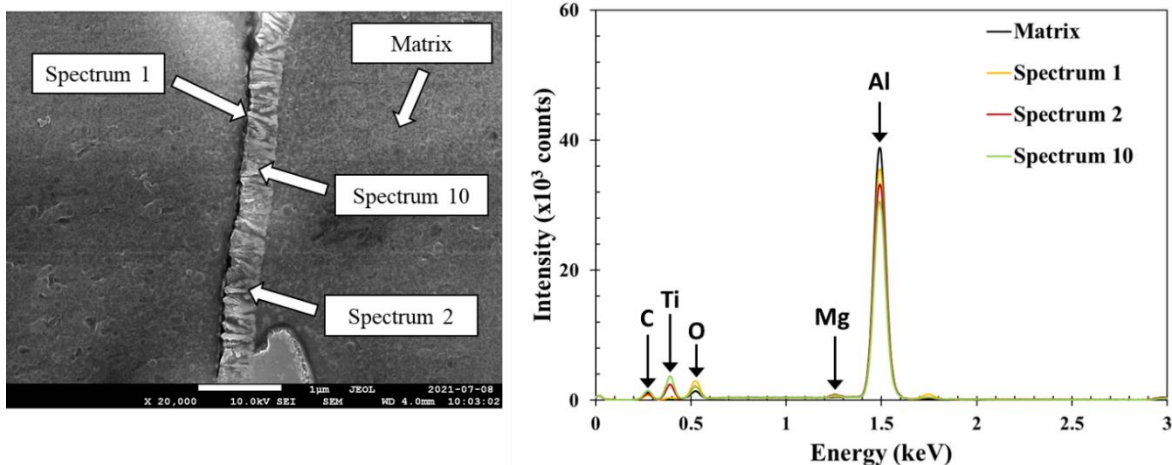 Spectrum 1
Matrix
Spectrum 10
Spectrum 2
1μm JEOL 2021-07-08
X 20,000 10.0kV SEI SEM WD 4.0mm 10:03:02
Intensity (x10³ counts)
60
40
20
0
Matrix
Spectrum 1
Spectrum 2
Spectrum 10
Al
C
Ti
O
Mg
0 0.5 1 1.5 2 2.5 3
Energy (keV)